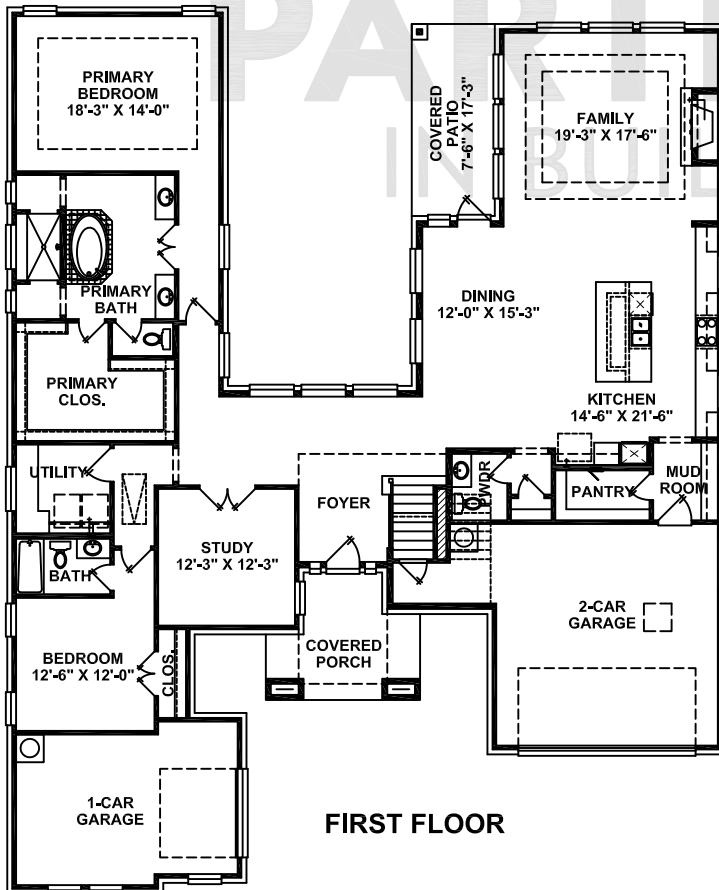 PARTI
IN BUIL
PRIMARY
BEDROOM
18'-3" X 14'-0"
COVERED
PATIO
7'-6" X 17'-3"
FAMILY
19'-3" X 17'-6"
PRIMARY
BATH
DINING
12'-0" X 15'-3"
PRIMARY
CLOS.
KITCHEN
14'-6" X 21'-6"
UTILITY
FOYER
PWDR
PANTRY
MUD
ROOM
STUDY
12'-3" X 12'-3"
BATH
BEDROOM
12'-6" X 12'-0"
CLOS.
COVERED
PORCH
2-CAR
GARAGE
1-CAR
GARAGE
FIRST FLOOR